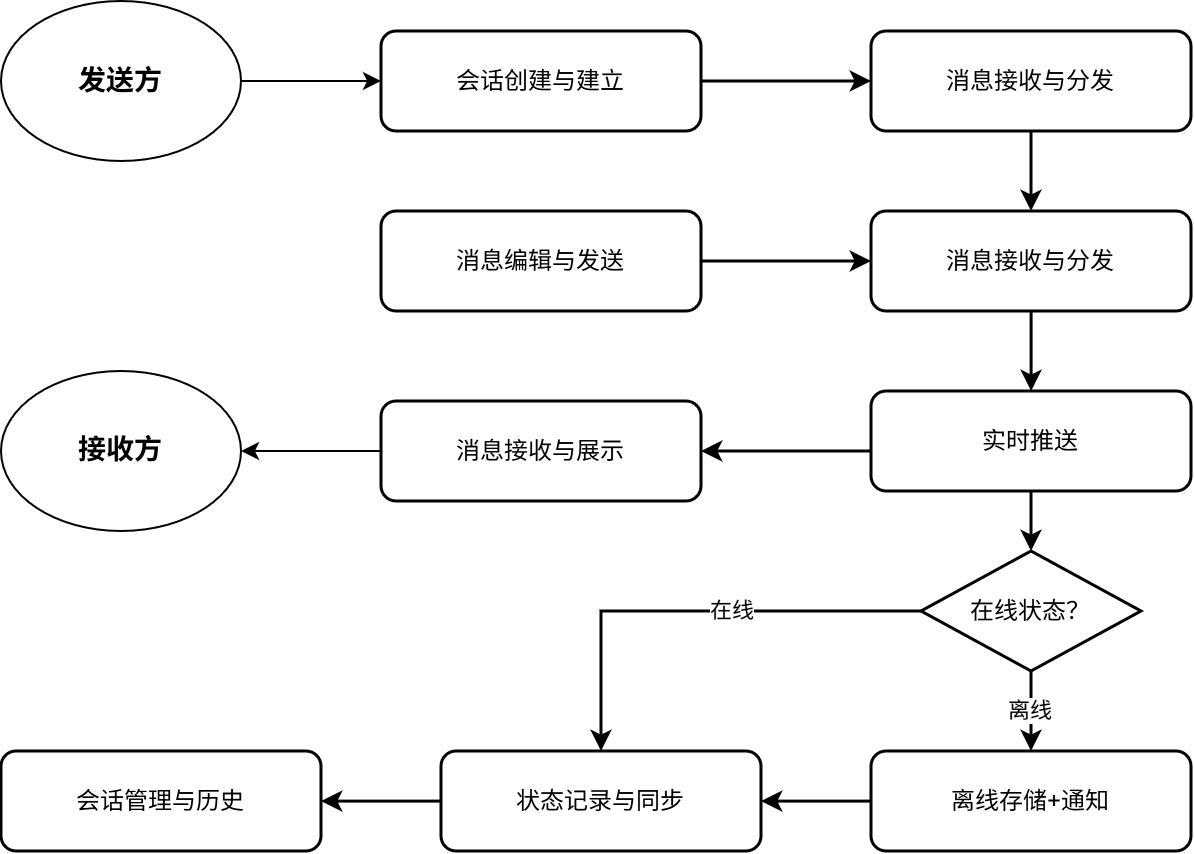 发送方
会话创建与建立
消息接收与分发
消息编辑与发送
消息接收与分发
接收方
消息接收与展示
实时推送
在线状态?
在线
离线
会话管理与历史
状态记录与同步
离线存储+通知